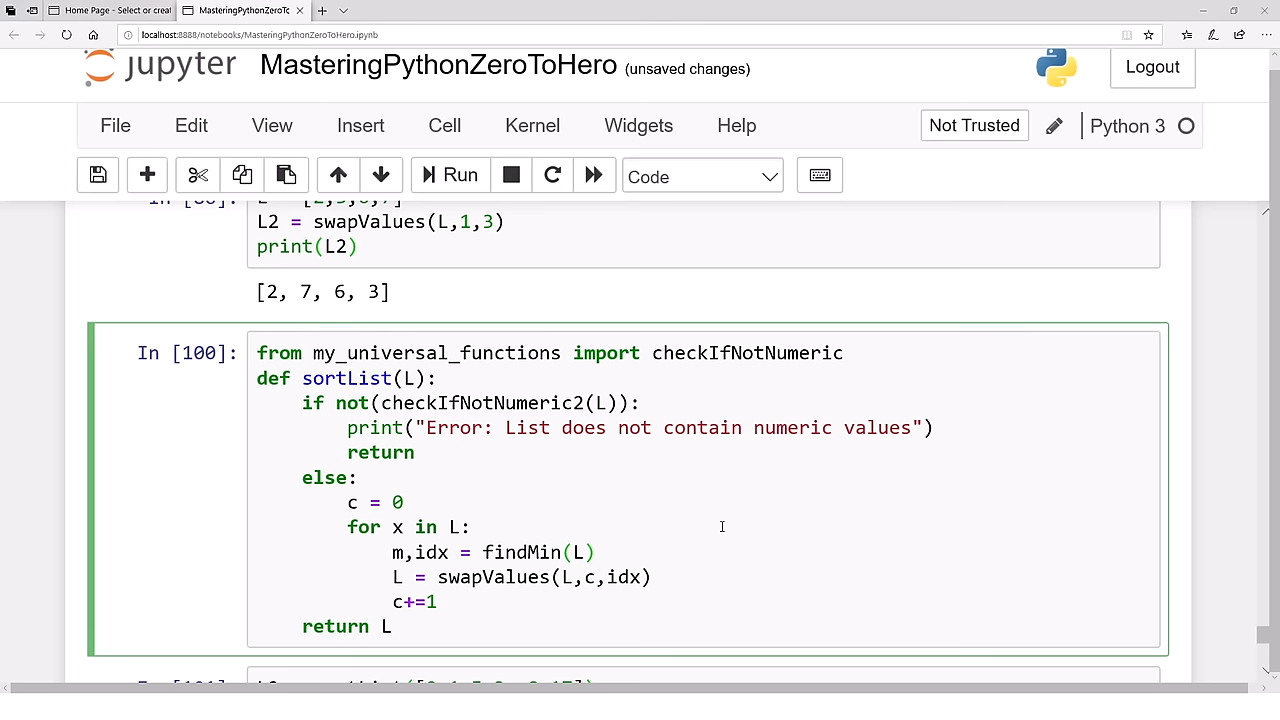 Home Page - Select or creat
MasteringPythonZeroTo
localhost:8888/notebooks/MasteringPythonZeroToHero.ipynb
jupyter MasteringPythonZeroToHero (unsaved changes)
Logout
File Edit View Insert Cell Kernel Widgets Help Not Trusted Python 3
Run Code
L2 = swapValues(L,1,3)
print(L2)
[2, 7, 6, 3]
In [100]: from my_universal_functions import checkIfNotNumeric
def sortList(L):
if not(checkIfNotNumeric2(L)):
print("Error: List does not contain numeric values")
return
else:
c = 0
for x in L:
m,idx = findMin(L)
L = swapValues(L,c,idx)
c+=1
return L